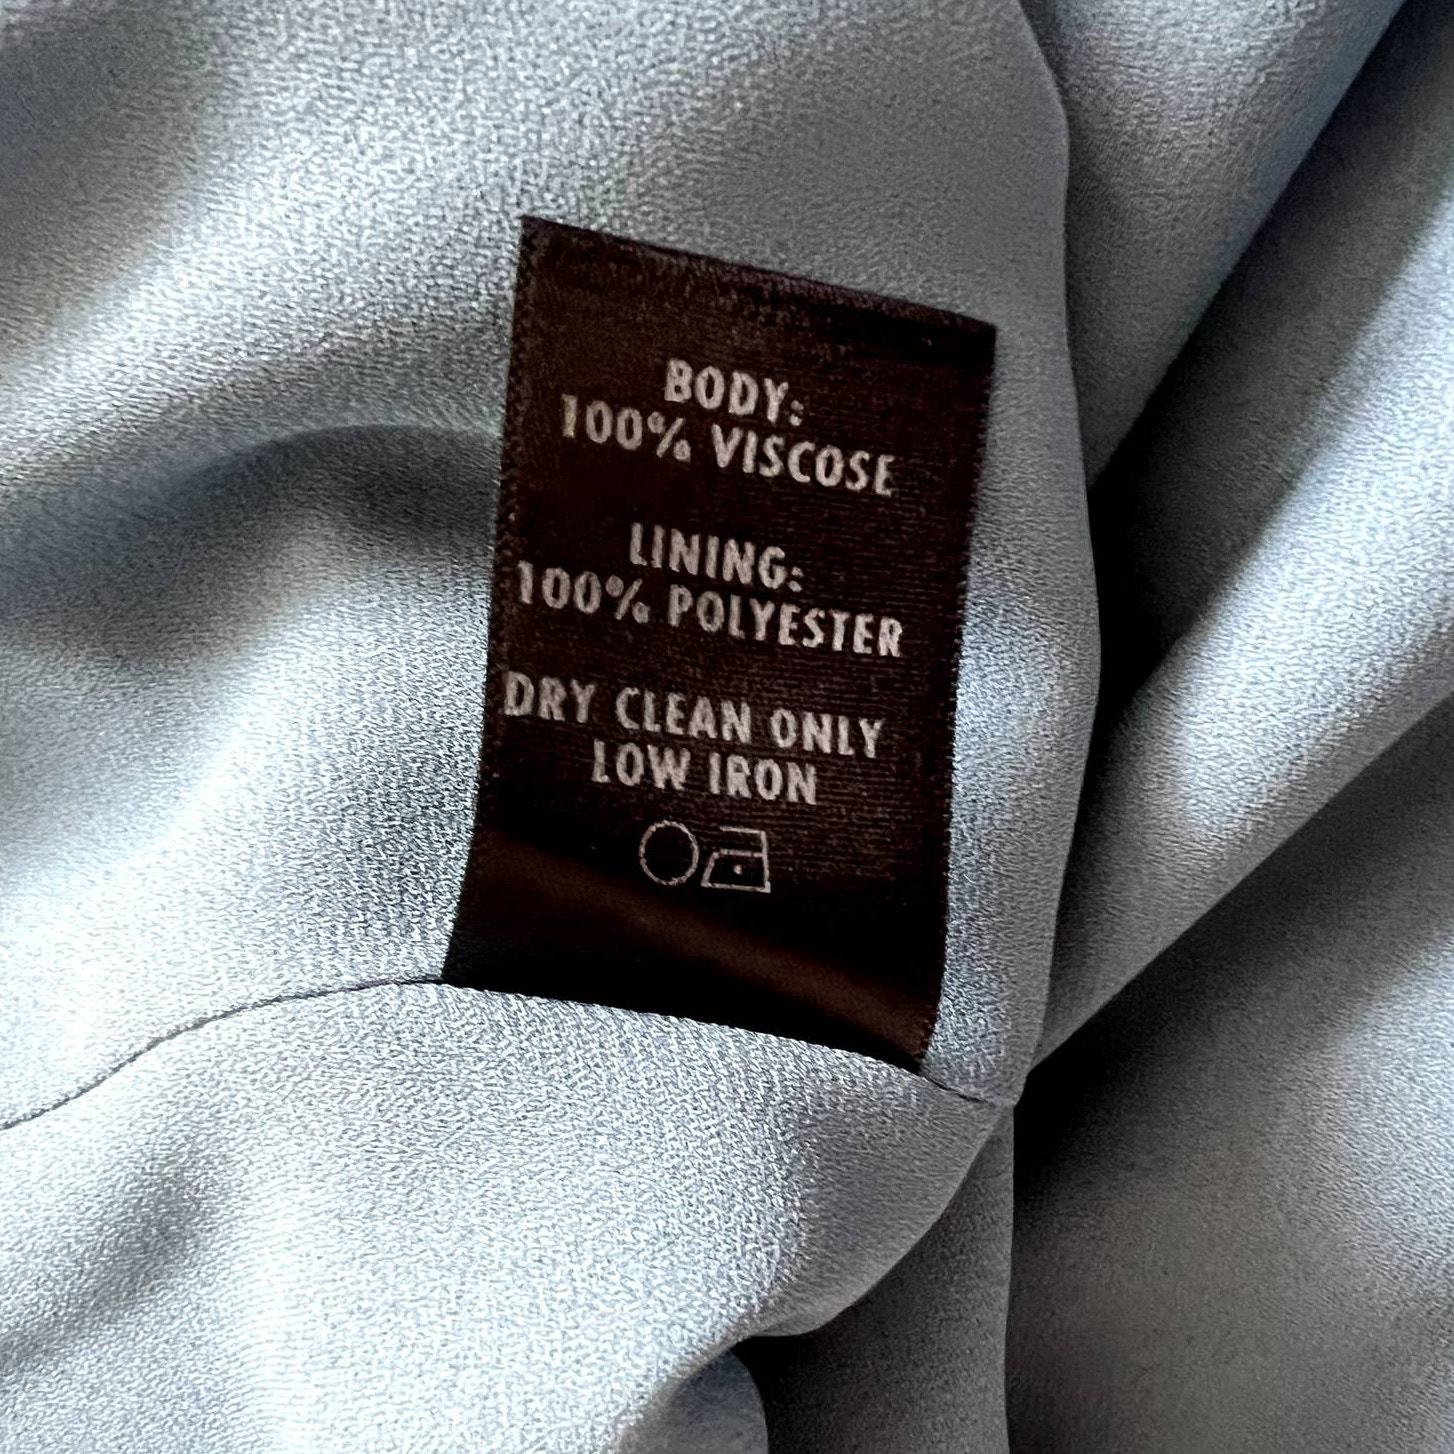 BODY:
100% VISCOSE
LINING:
100% POLYESTER
DRY CLEAN ONLY
LOW IRON